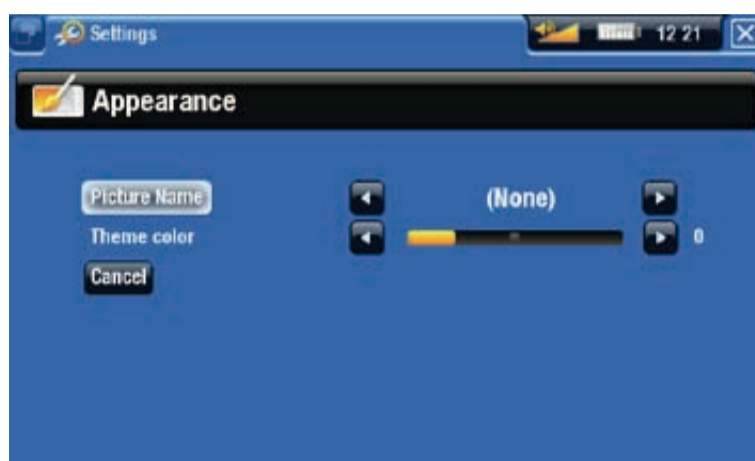 Settings 12 21
Appearance
Picture Name (None)
Theme color 0
Cancel